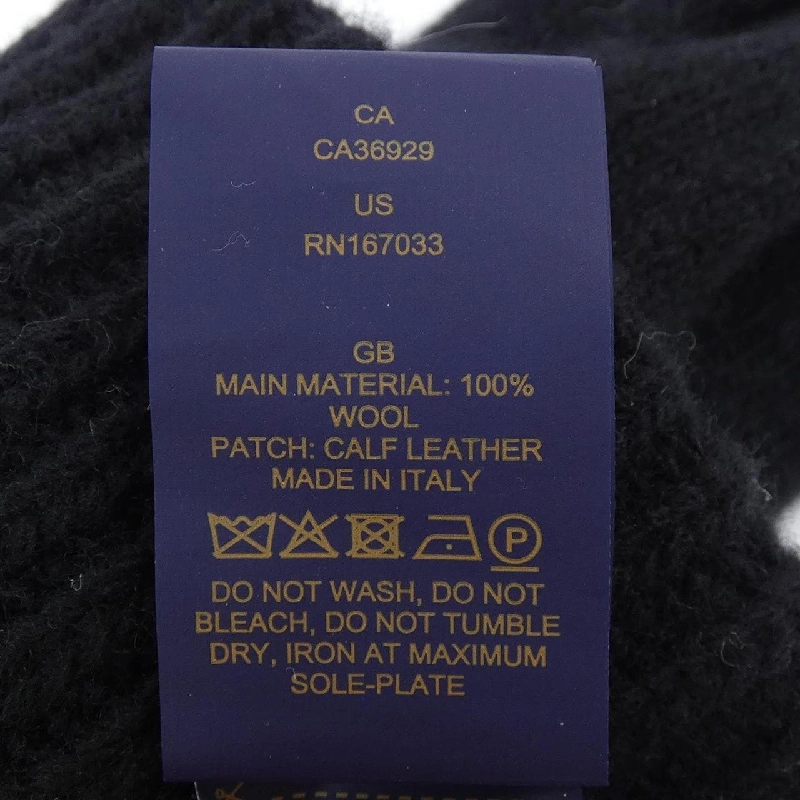 CA
CA36929
US
RN167033
GB
MAIN MATERIAL: 100%
WOOL
PATCH: CALF LEATHER
MADE IN ITALY
P
DO NOT WASH, DO NOT
BLEACH, DO NOT TUMBLE
DRY, IRON AT MAXIMUM
SOLE-PLATE